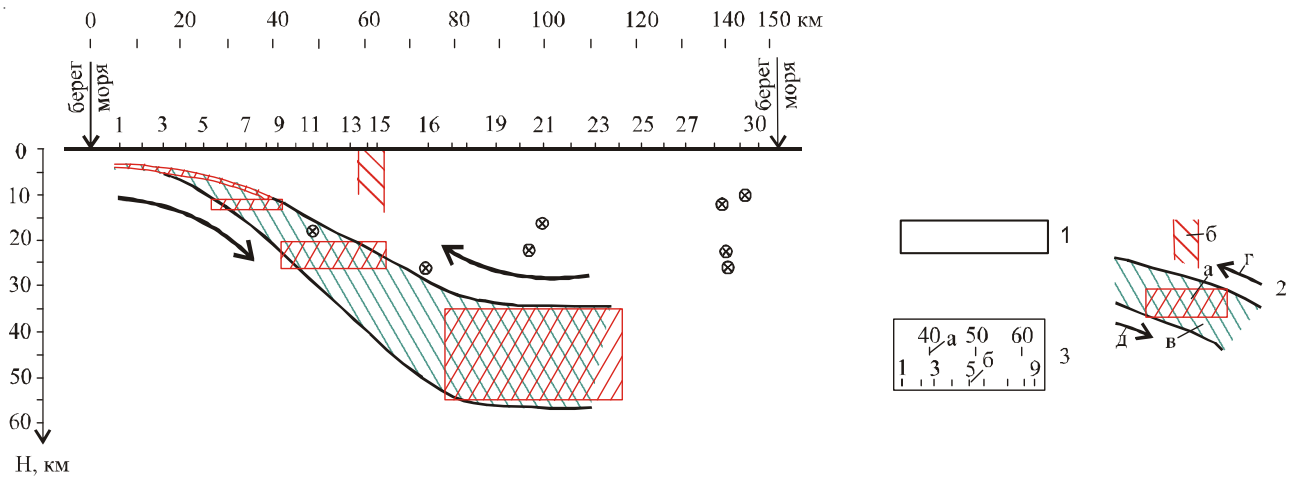 0 20 40 60 80 100 120 140 150 км
берег моря
берег моря
1 3 5 7 9 11 13 15 16 19 21 23 25 27 30
0
10
20
30
40
50
60
Н, км
1
б
а
г
2
д
в
40 а 50 60
3
1 3 5 б 9